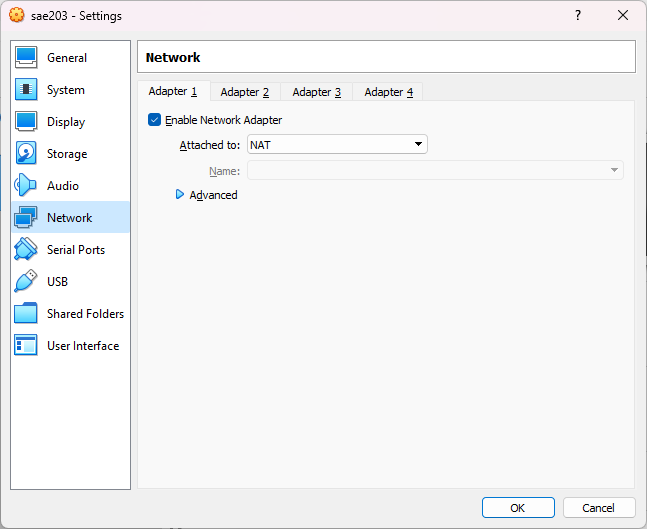 sae203 - Settings
?
General
System
Display
Storage
Audio
Network
Serial Ports
USB
Shared Folders
User Interface
Network
Adapter 1 Adapter 2 Adapter 3 Adapter 4
Enable Network Adapter
Attached to: NAT
Name:
Advanced
OK Cancel